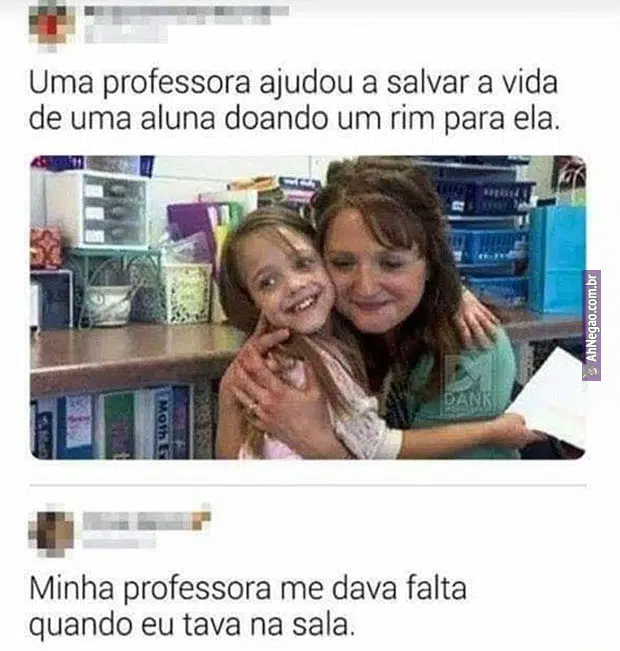 Uma professora ajudou a salvar a vida
de uma aluna doando um rim para ela.
AhNegao.com.br
DANK
Minha professora me dava falta
quando eu tava na sala.